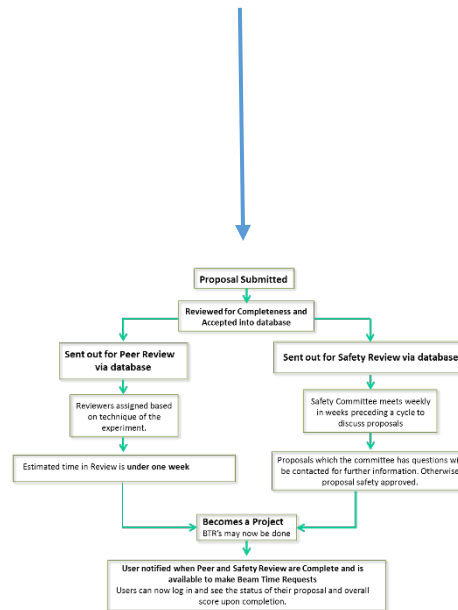 Proposal Submitted
Reviewed for Completeness and
Accepted into database
Sent out for Peer Review
via database
Sent out for Safety Review via database
Reviewers assigned based
on technique of the
experiment.
Safety Committee meets weekly
in weeks preceding a cycle to
discuss proposals
Estimated time in Review is under one week
Proposals which the committee has questions wi
be contacted for further information. Otherwise
proposal safety approved.
Becomes a Project
BTR's may now be done
User notified when Peer and Safety Review are Complete and is
available to make Beam Time Requests
Users can now log in and see the status of their proposal and overall
score upon completion.